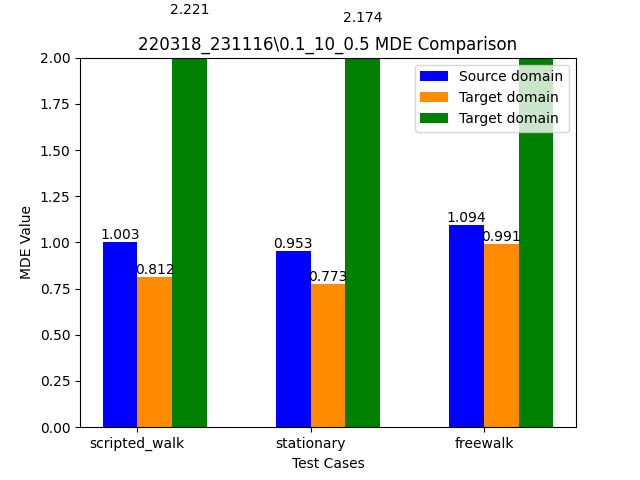 2.221
2.174
220318_231116\0.1_10_0.5 MDE Comparison
2.00
1.75
1.50
1.25
1.00
0.75
0.50
0.25
0.00
MDE Value
Source domain
Target domain
Target domain
1.003
0.812
0.953
0.773
1.094
0.991
scripted_walk
stationary
freewalk
Test Cases